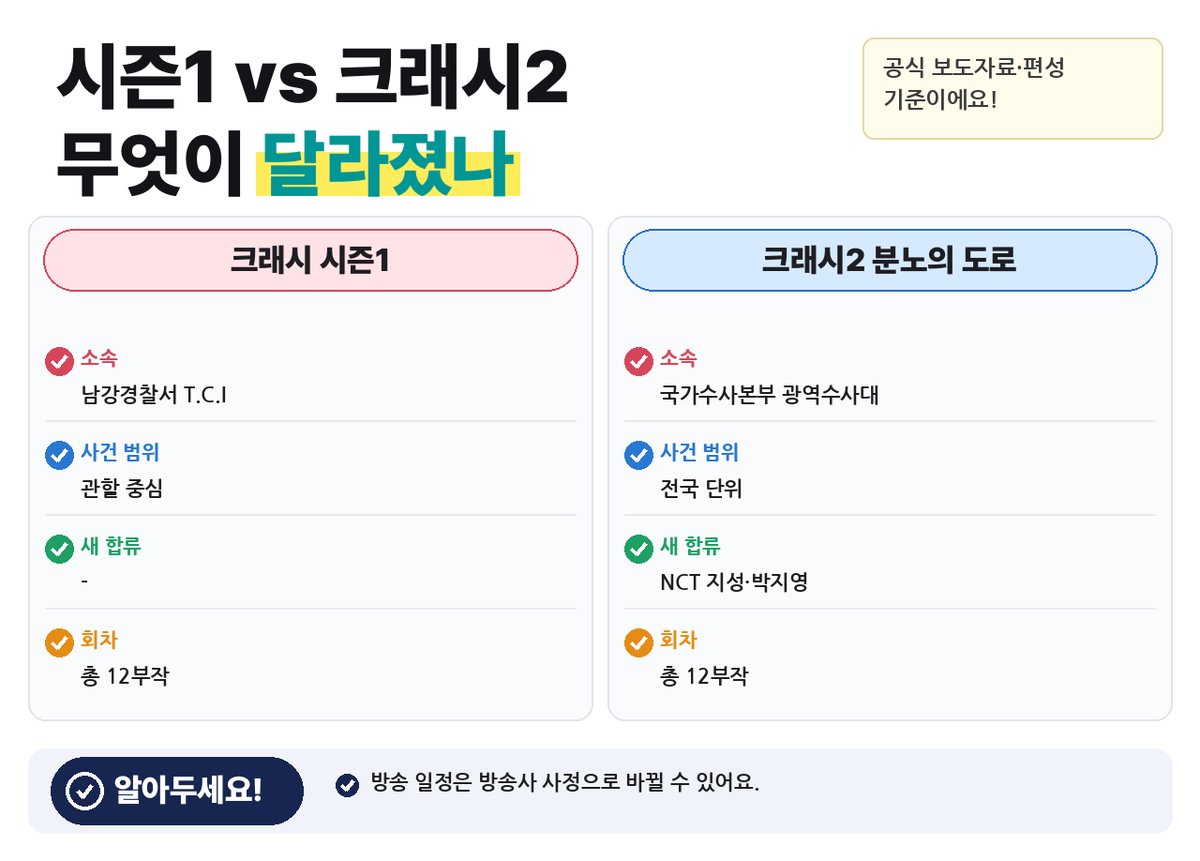 시즌1 vs 크래시2
무엇이 달라졌나
공식 보도자료·편성
기준이에요!
크래시 시즌1
소속
남강경찰서 T.C.I
사건 범위
관할 중심
새 합류
-
회차
총 12부작
크래시2 분노의 도로
소속
국가수사본부 광역수사대
사건 범위
전국 단위
새 합류
NCT 지성·박지영
회차
총 12부작
알아두세요!
방송 일정은 방송사 사정으로 바뀔 수 있어요.